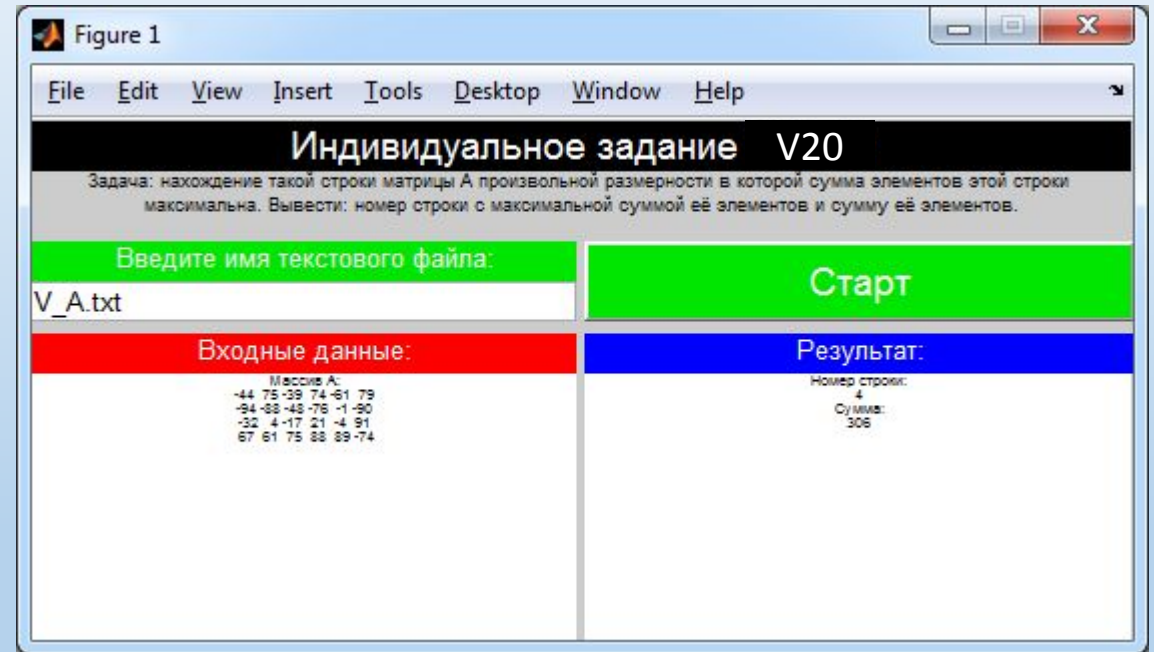 Figure 1
File Edit View Insert Tools Desktop Window Help
Индивидуальное задание V20
Задача: нахождение такой строки матрицы A произвольной размерности в которой сумма элементов этой строки
максимальна. Вывести: номер строки с максимальной суммой её элементов и сумму её элементов.
Введите имя текстового файла:
Старт
V_A.txt
Входные данные:
Результат:
Массив A:
-44 75 -39 74 -61 79
-94 -88 -48 -76 -1 -90
-32 4 -17 21 -4 91
67 61 75 88 89 -74
Номер строки:
4
Сумма:
306